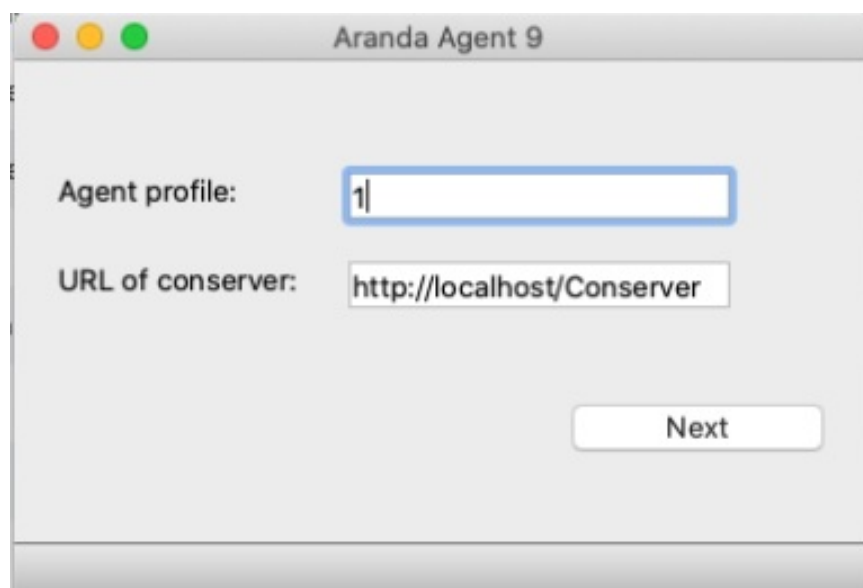 Aranda Agent 9
Agent profile: 1
URL of conserver: http://localhost/Conserver
Next